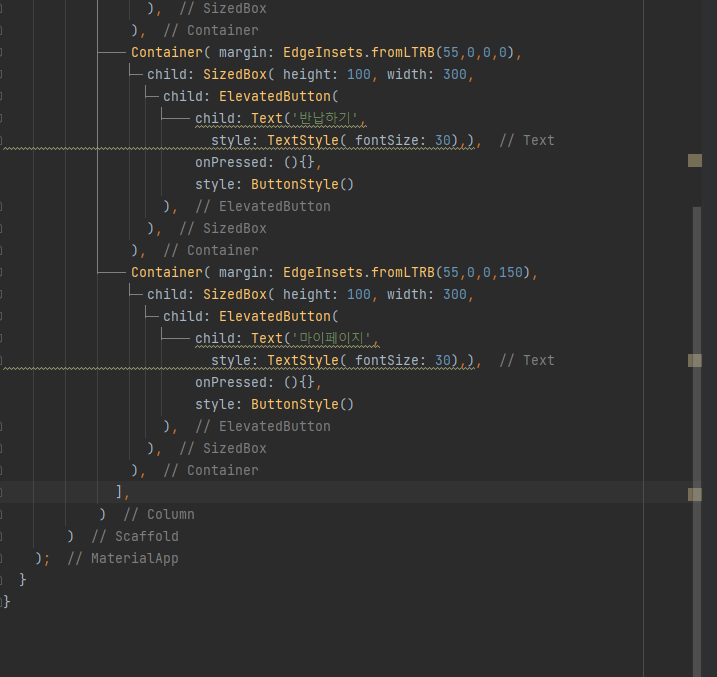 ), // SizedBox
), // Container
Container( margin: EdgeInsets.fromLTRB(55,0,0,0),
child: SizedBox( height: 100, width: 300,
child: ElevatedButton(
child: Text('반납하기',
style: TextStyle( fontSize: 30),), // Text
onPressed: (){},
style: ButtonStyle()
), // ElevatedButton
), // SizedBox
), // Container
Container( margin: EdgeInsets.fromLTRB(55,0,0,150),
child: SizedBox( height: 100, width: 300,
child: ElevatedButton(
child: Text('마이페이지',
style: TextStyle( fontSize: 30),), // Text
onPressed: (){},
style: ButtonStyle()
), // ElevatedButton
), // SizedBox
), // Container
],
) // Column
) // Scaffold
); // MaterialApp
}
}